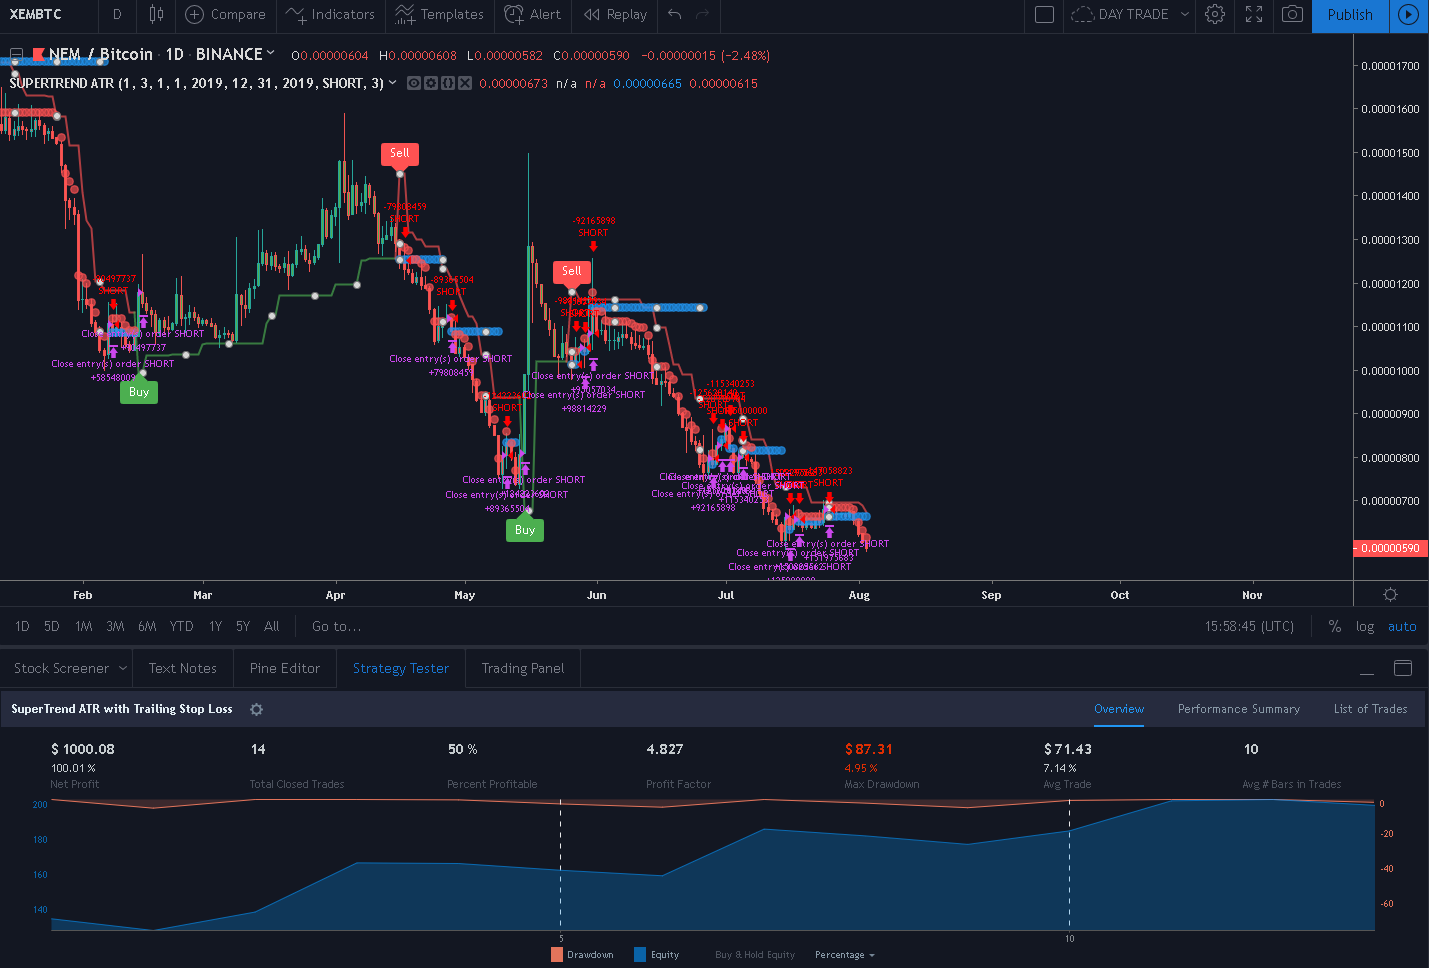 XEMBTC D Compare Indicators Templates Alert Replay DAY TRADE Publish
NEM / Bitcoin · 1D · BINANCE O0.00000604 H0.00000608 L0.00000582 C0.00000590 −0.00000015 (−2.48%)
SUPERTREND ATR (1, 3, 1, 1, 2019, 12, 31, 2019, SHORT, 3) 0.00000673 n/a n/a 0.00000665 0.00000615
0.00001700
0.00001600
0.00001500
0.00001400
0.00001300
0.00001200
0.00001100
0.00001000
0.00000900
0.00000800
0.00000700
0.00000590
Sell
-79808459
SHORT
-92165898
SHORT
Sell
SHORT
-89365504
SHORT
Close entry(s) order SHORT
+90497737
Close entry(s) order SHORT
+58548009
Buy
Close entry(s) order SHORT
+79808459
SHORT
Close entry(s) order SHORT
Close entry(s) order SHORT
+89365504
Buy
Close entry(s) order SHORT
+95057034
Close entry(s) order SHORT
+98814229
-115340253
SHORT
+92165898
SHORT
Close entry(s) order SHORT
+131975683
Close entry(s) order SHORT
Close entry(s) order SHORT
Feb Mar Apr May Jun Jul Aug Sep Oct Nov
1D 5D 1M 3M 6M YTD 1Y 5Y All Go to... 15:58:45 (UTC) % log auto
Stock Screener Text Notes Pine Editor Strategy Tester Trading Panel
SuperTrend ATR with Trailing Stop Loss Overview Performance Summary List of Trades
$ 1000.08 14 50 % 4.827 $ 87.31 $ 71.43 10
100.01 % 4.95 % 7.14 %
Net Profit Total Closed Trades Percent Profitable Profit Factor Max Drawdown Avg Trade Avg # Bars in Trades
200 0
180 -20
160 -40
140 -60
5 10
Drawdown Equity Buy & Hold Equity Percentage